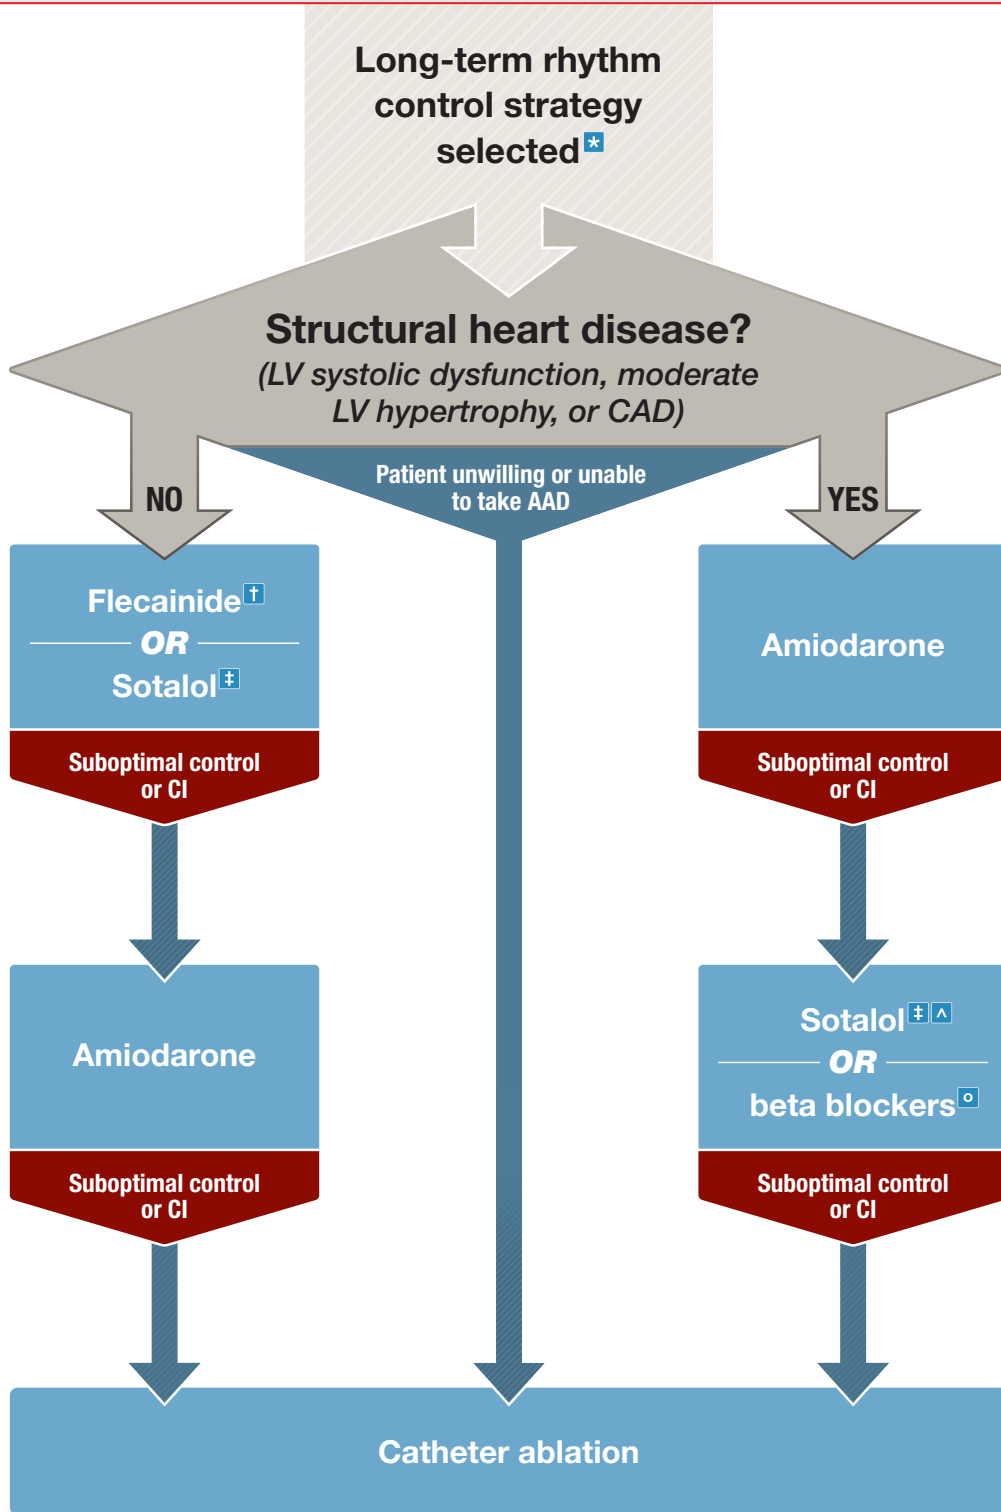 Long-term rhythm
control strategy
selected*
Structural heart disease?
(LV systolic dysfunction, moderate
LV hypertrophy, or CAD)
Patient unwilling or unable
to take AAD
NO
YES
Flecainide†
OR
Sotalol‡
Suboptimal control
or CI
Amiodarone
Suboptimal control
or CI
Amiodarone
Suboptimal control
or CI
Sotalol‡^
OR
beta blockers°
Suboptimal control
or CI
Catheter ablation